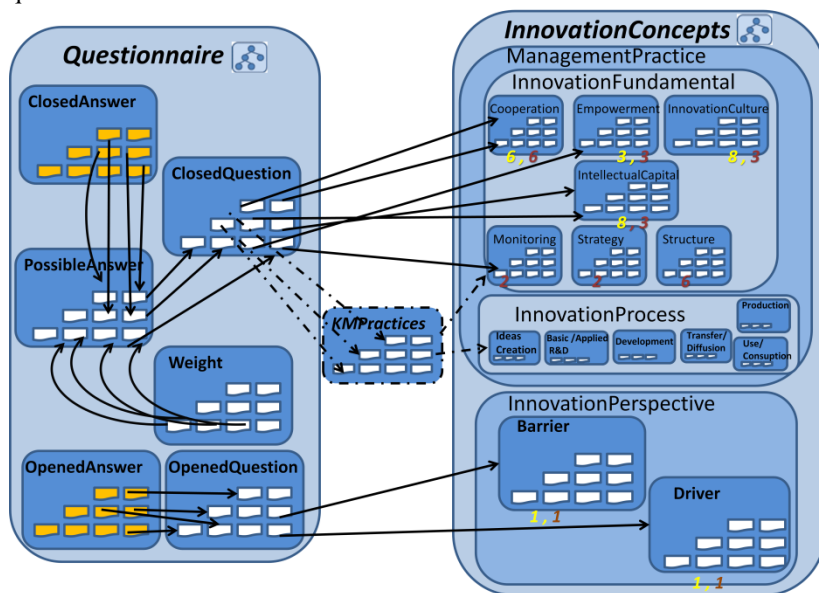 Questionnaire
ClosedAnswer
ClosedQuestion
PossibleAnswer
Weight
OpenedAnswer
OpenedQuestion
KMPractices
InnovationConcepts
ManagementPractice
InnovationFundamental
Cooperation
6 , 6
Empowerment
3, 3
InnovationCulture
8, 3
IntellectualCapital
8, 3
Monitoring
2
Strategy
2
Structure
6
InnovationProcess
Production
Ideas
Creation
Basic /Applied
R&D
Development
Transfer/
Diffusion
Use/
Consuption
InnovationPerspective
Barrier
1 , 1
Driver
1 , 1